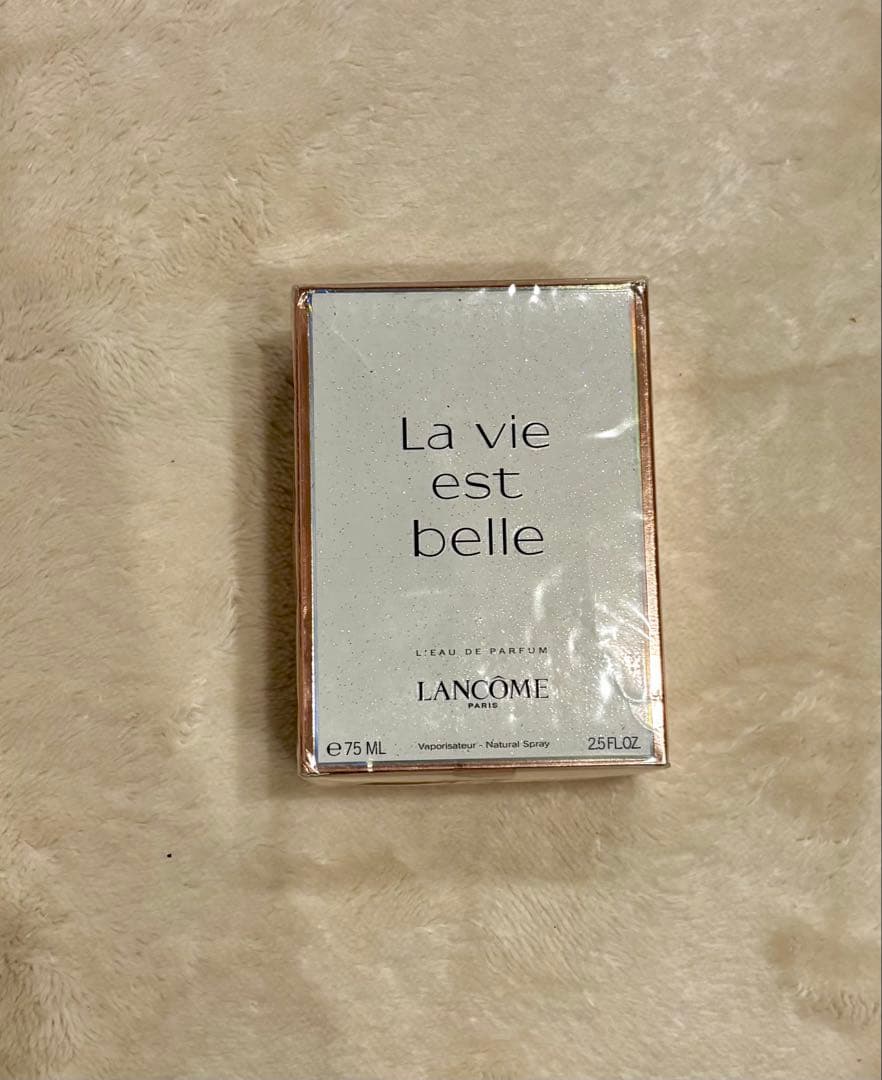 La vie
est
belle
L'EAU DE PARFUM
LANCÔME
PARIS
℮ 75 ML Vaporisateur - Natural Spray 2.5 FL.OZ.